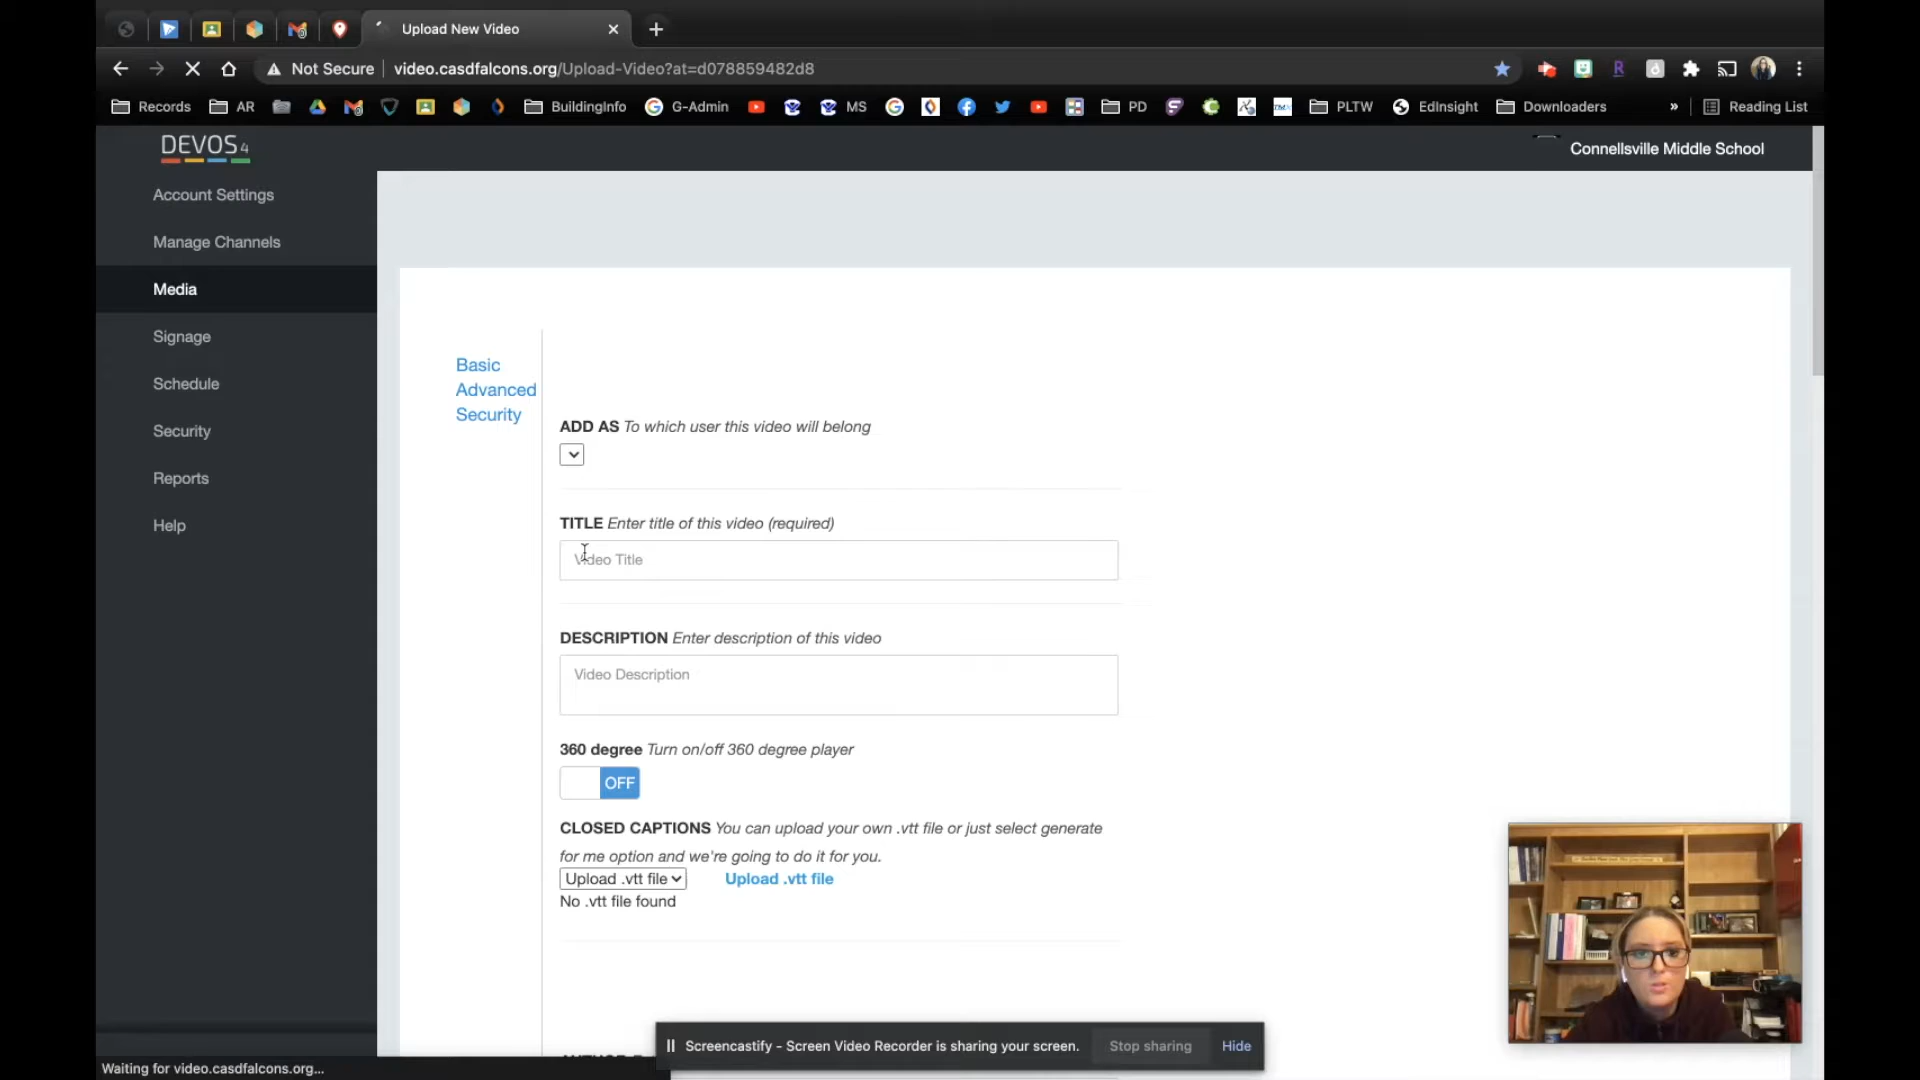 Upload New Video
Not Secure
video.casdfalcons.org/Upload-Video?at=d078859482d8
Records
AR
BuildingInfo
G-Admin
MS
PD
PLTW
EdInsight
Downloaders
»
Reading List
DEVOS4
Connellsville Middle School
Account Settings
Manage Channels
Media
Signage
Schedule
Security
Reports
Help
Basic
Advanced
Security
ADD AS To which user this video will belong
TITLE Enter title of this video (required)
Video Title
DESCRIPTION Enter description of this video
Video Description
360 degree Turn on/off 360 degree player
OFF
CLOSED CAPTIONS You can upload your own .vtt file or just select generate
for me option and we're going to do it for you.
Upload .vtt file
Upload .vtt file
No .vtt file found
Screencastify - Screen Video Recorder is sharing your screen.
Stop sharing
Hide
Waiting for video.casdfalcons.org...